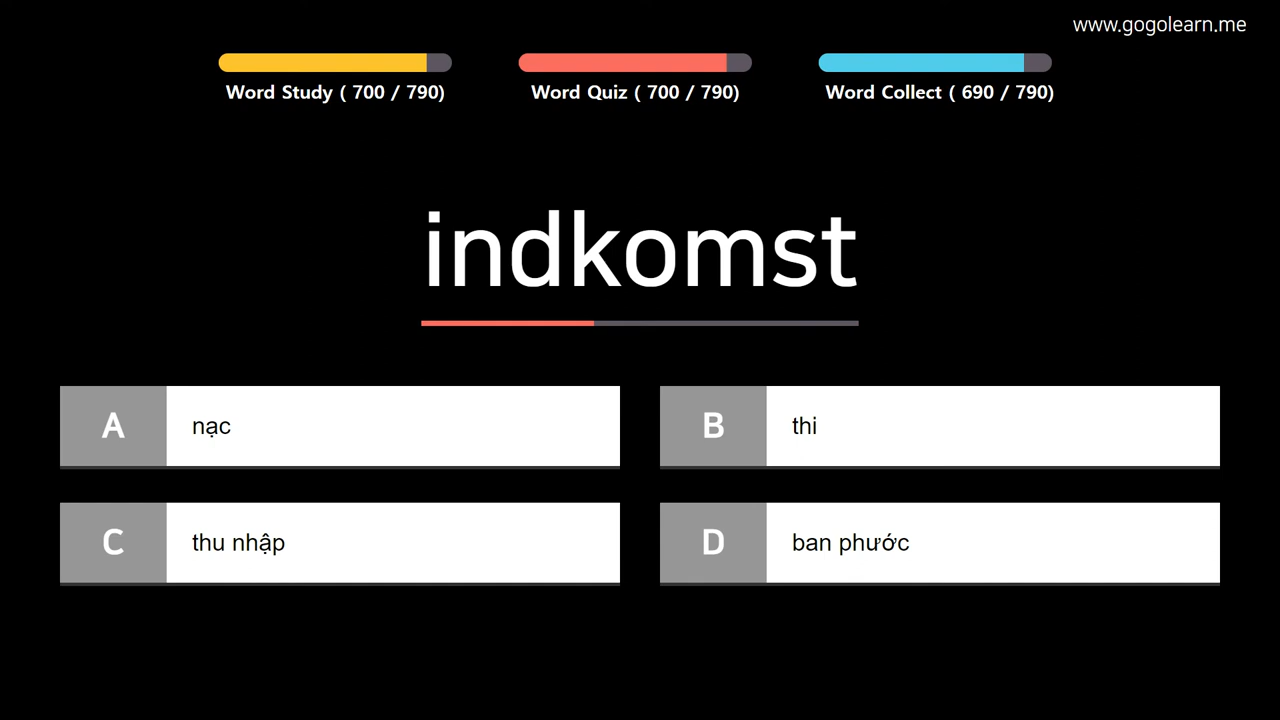 www.gogolearn.me
Word Study ( 700 / 790)
Word Quiz ( 700 / 790)
Word Collect ( 690 / 790)
indkomst
A nạc
B thi
C thu nhập
D ban phước